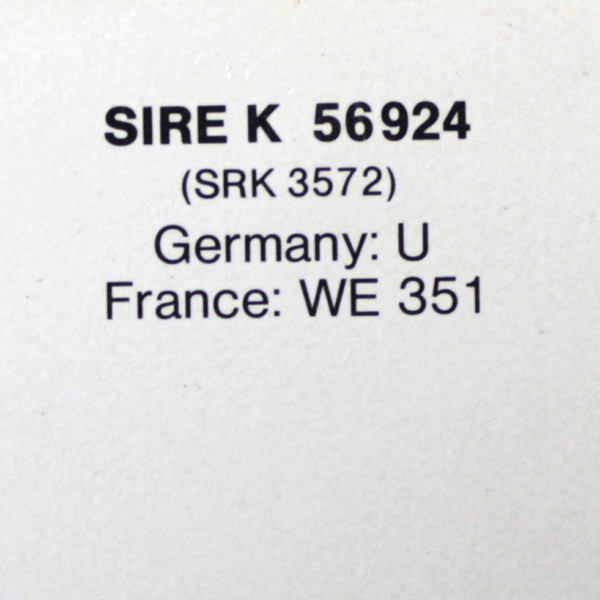 SIRE K 56924
(SRK 3572)
Germany: U
France: WE 351